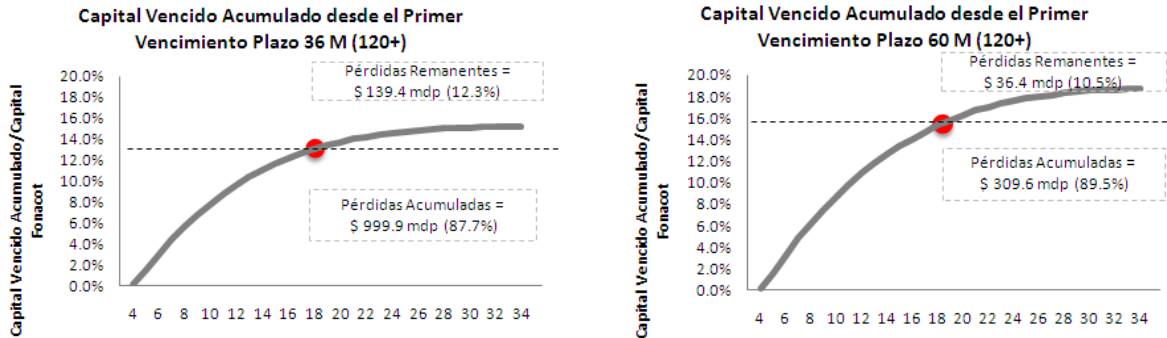 Capital Vencido Acumulado desde el Primer
Vencimiento Plazo 36 M (120+)
Capital Vencido Acumulado/Capital
Fonacot
20.0%
18.0%
16.0%
14.0%
12.0%
10.0%
8.0%
6.0%
4.0%
2.0%
0.0%
Pérdidas Remanentes =
$ 139.4 mdp (12.3%)
Pérdidas Acumuladas =
$ 999.9 mdp (87.7%)
4 6 8 10 12 14 16 18 20 22 24 26 28 30 32 34
Capital Vencido Acumulado desde el Primer
Vencimiento Plazo 60 M (120+)
Capital Vencido Acumulado/Capital
Fonacot
20.0%
18.0%
16.0%
14.0%
12.0%
10.0%
8.0%
6.0%
4.0%
2.0%
0.0%
Pérdidas Remanentes =
$ 36.4 mdp (10.5%)
Pérdidas Acumuladas =
$ 309.6 mdp (89.5%)
4 6 8 10 12 14 16 18 20 22 24 26 28 30 32 34